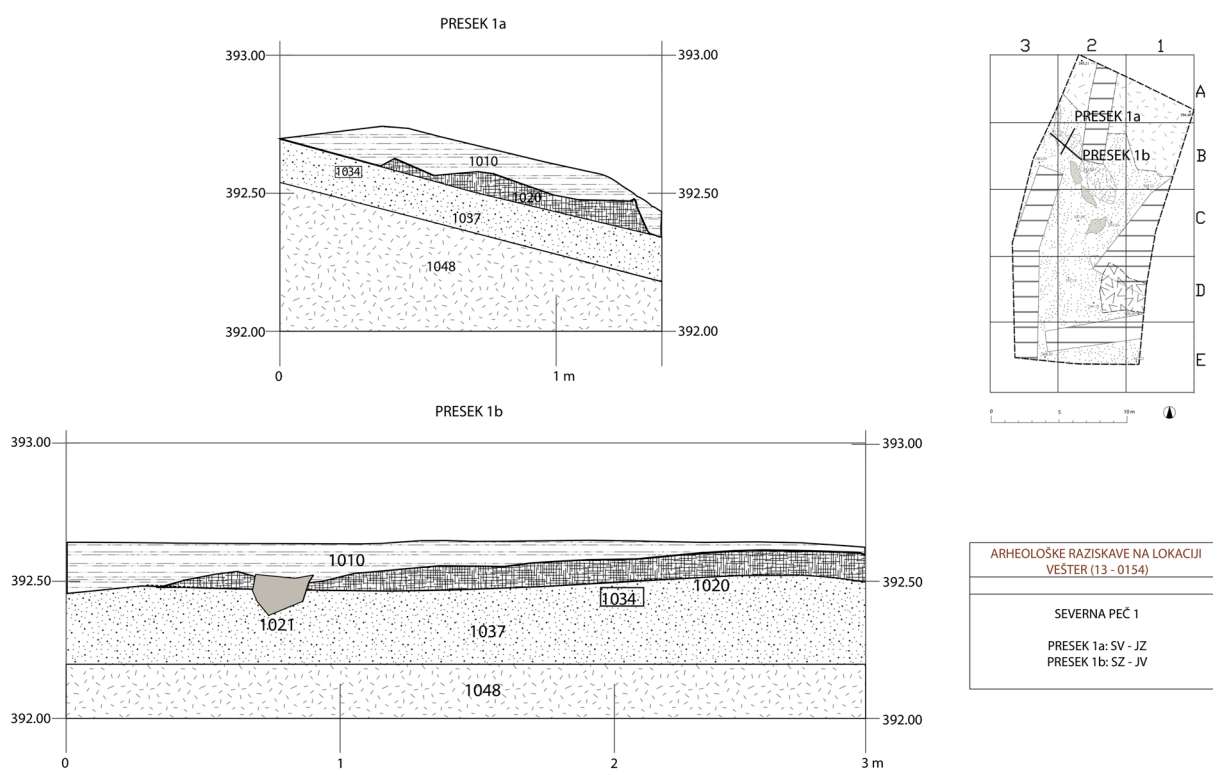 PRESEK 1a
393.00
393.00
1010
1034
392.50
392.50
1020
1037
1048
392.00
392.00
0
1 m
3
2
1
A
PRESEK 1a
PRESEK 1b
B
C
D
E
0
5
10 m
PRESEK 1b
393.00
393.00
1010
392.50
392.50
1020
1034
1021
1037
1048
392.00
392.00
0
1
2
3 m
ARHEOLOŠKE RAZISKAVE NA LOKACIJI
VEŠTER (13 - 0154)
SEVERNA PEČ 1
PRESEK 1a: SV - JZ
PRESEK 1b: SZ - JV